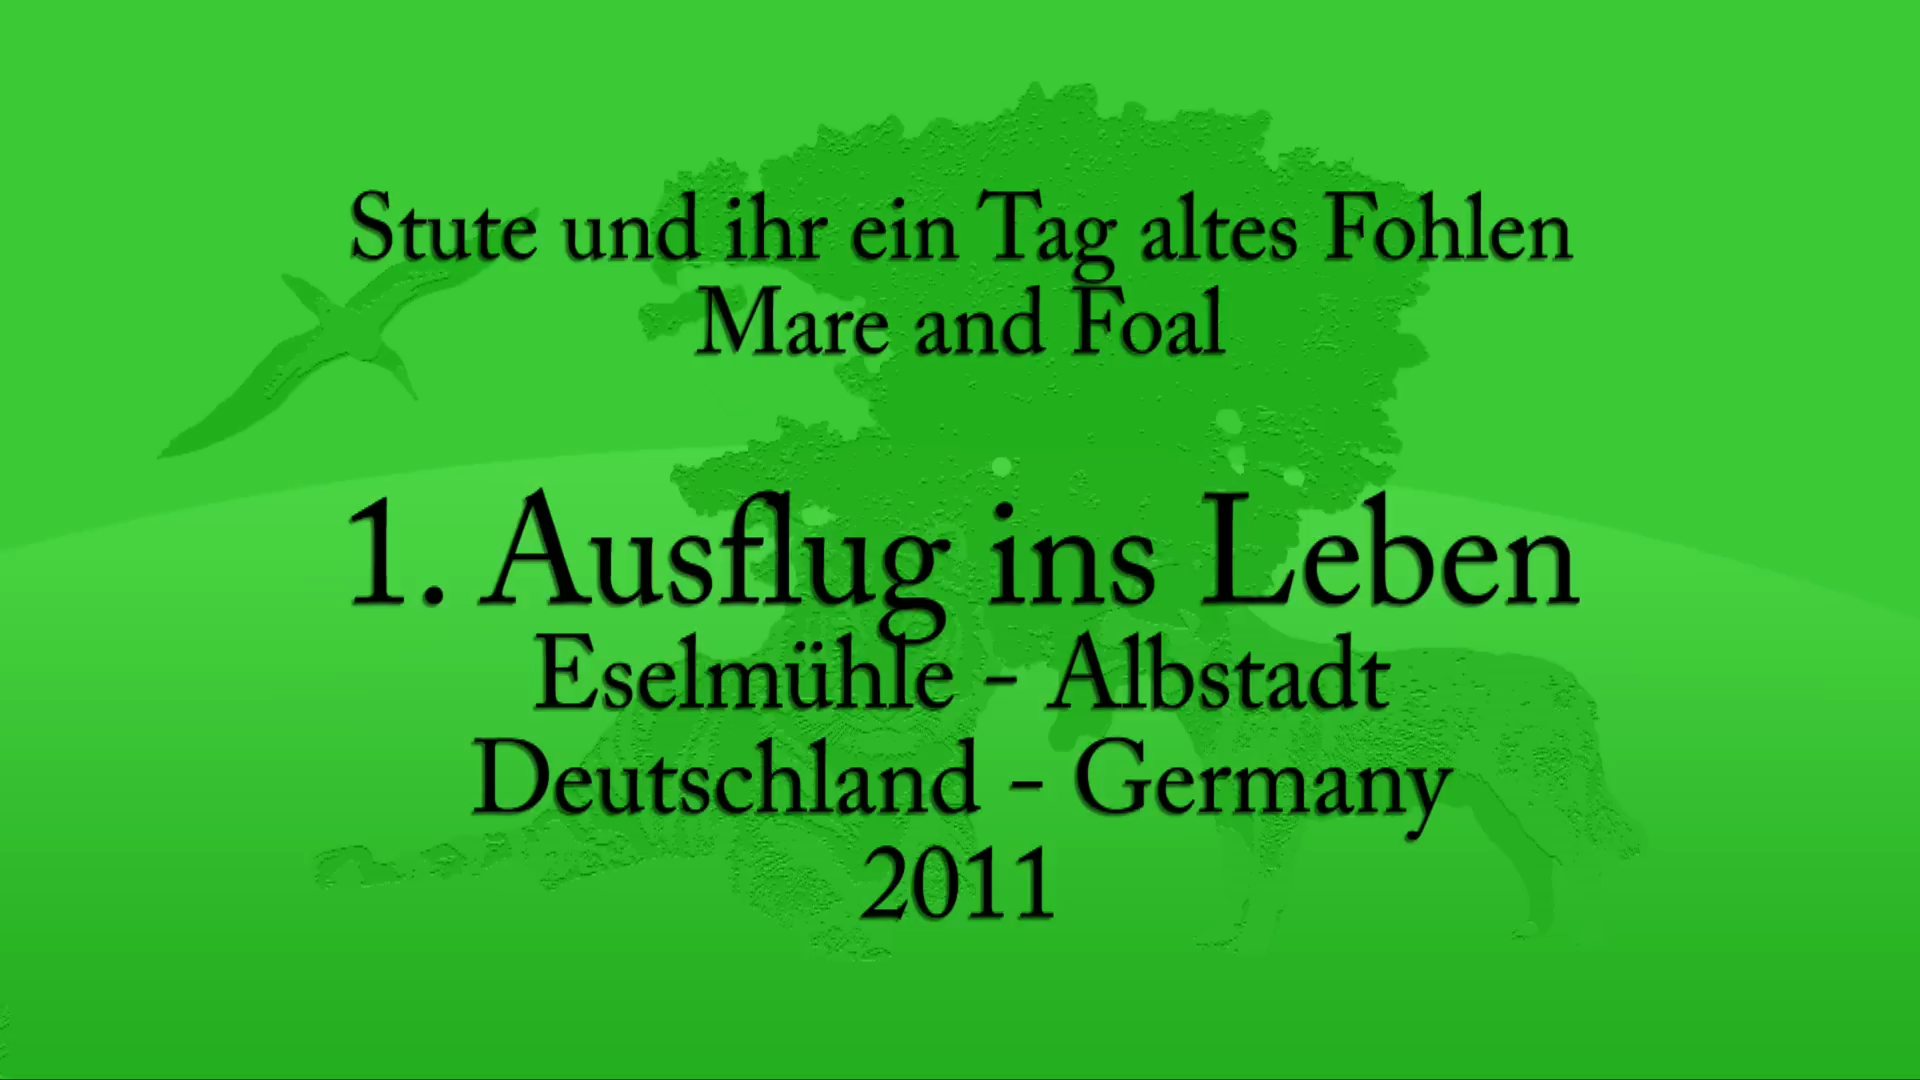 Stute und ihr ein Tag altes Fohlen
Mare and Foal
1. Ausflug ins Leben
Eselmühle - Albstadt
Deutschland - Germany
2011